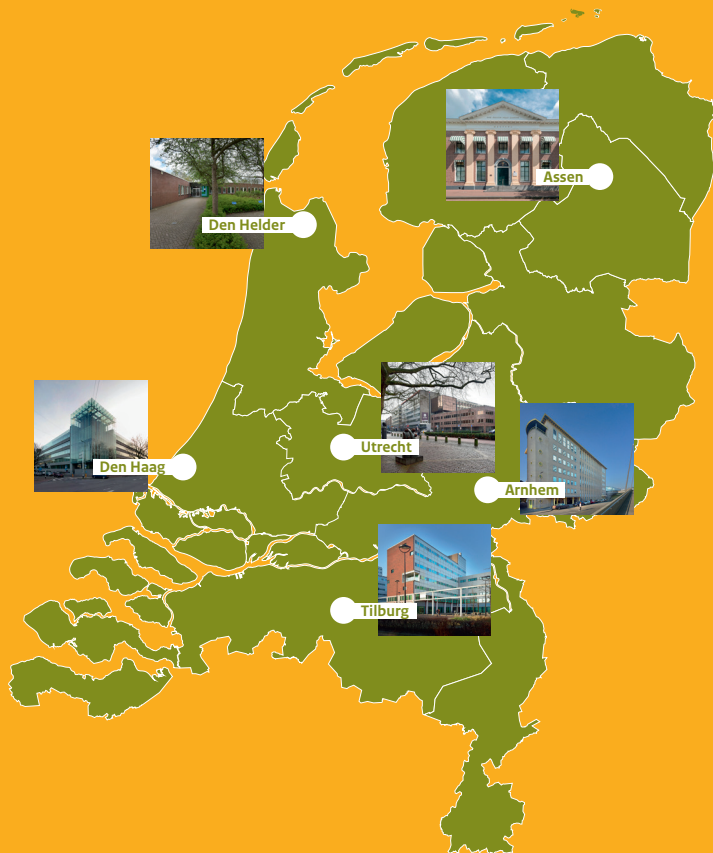 Assen
Den Helder
Utrecht
Den Haag
Arnhem
Tilburg